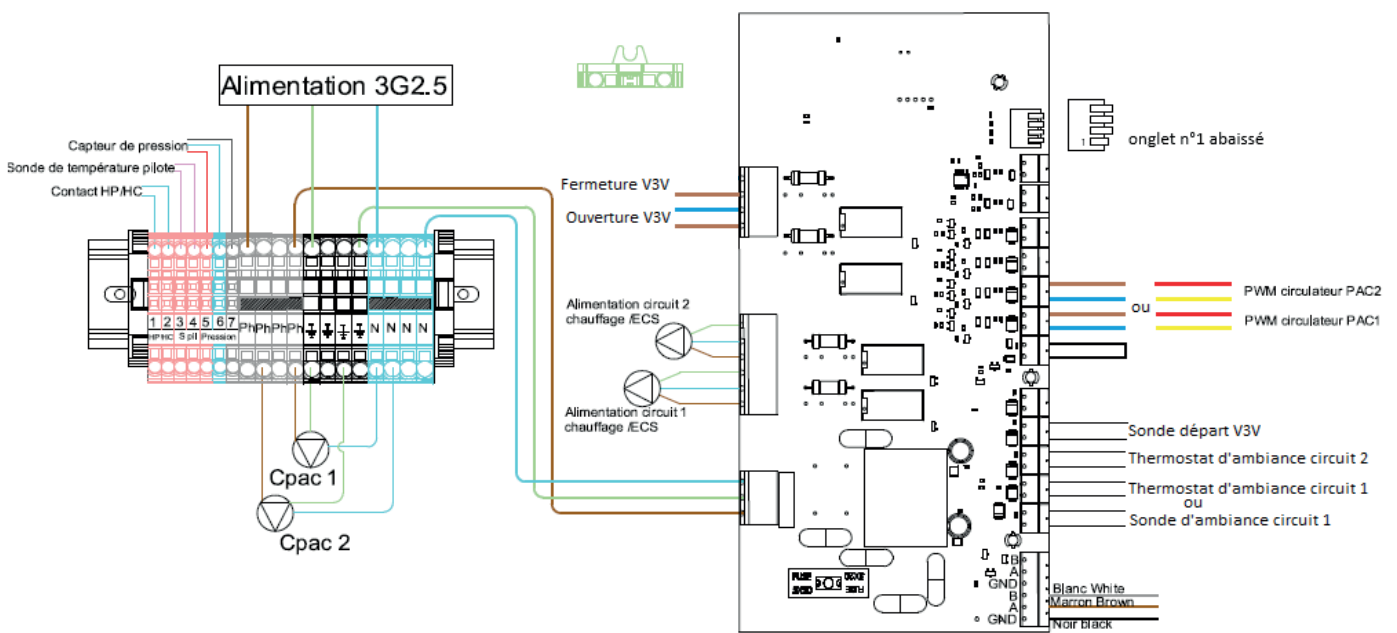 Alimentation 3G2.5
Capteur de pression
Sonde de température pilote
Contact HP/HC
1 2 3 4 5 6 7
HP HC S pil Pression
Ph Ph Ph Ph
N N N N
Cpac 1
Cpac 2
Fermeture V3V
Ouverture V3V
Alimentation circuit 2
chauffage /ECS
Alimentation circuit 1
chauffage /ECS
1
onglet n°1 abaissé
PWM circulateur PAC2
ou
PWM circulateur PAC1
Sonde départ V3V
Thermostat d'ambiance circuit 2
Thermostat d'ambiance circuit 1
ou
Sonde d'ambiance circuit 1
FUSE
FUSE
B
A
GND
B
A
GND
Blanc White
Marron Brown
Noir black